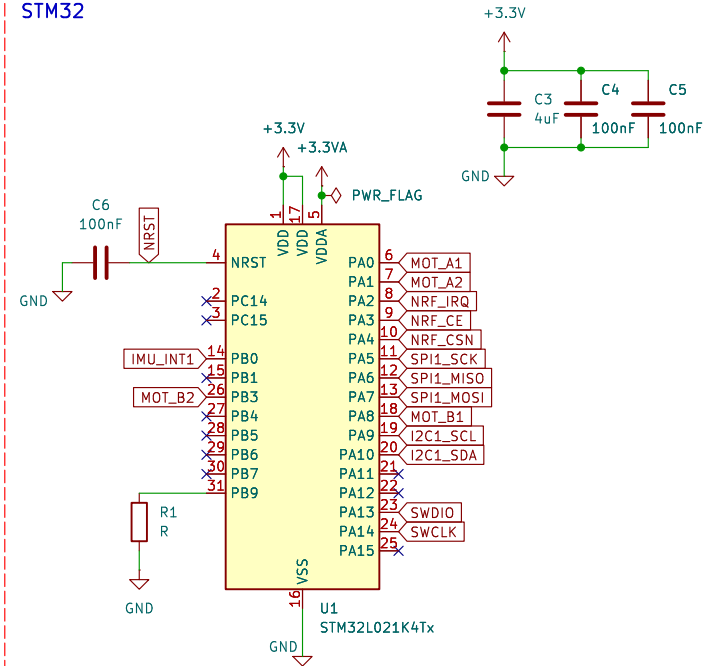 STM32
+3.3V
C3
4uF
C4
100nF
C5
100nF
GND
+3.3V
+3.3VA
PWR_FLAG
C6
100nF
NRST
GND
1
17
5
VDD
VDD
VDDA
4
NRST
2
PC14
3
PC15
IMU_INT1
14
PB0
15
PB1
MOT_B2
26
PB3
27
PB4
28
PB5
29
PB6
30
PB7
31
PB9
PA0
6
MOT_A1
PA1
7
MOT_A2
PA2
8
NRF_IRQ
PA3
9
NRF_CE
PA4
10
NRF_CSN
PA5
11
SPI1_SCK
PA6
12
SPI1_MISO
PA7
13
SPI1_MOSI
PA8
18
MOT_B1
PA9
19
I2C1_SCL
PA10
20
I2C1_SDA
PA11
21
PA12
22
PA13
23
SWDIO
PA14
24
SWCLK
PA15
25
R1
R
GND
VSS
16
U1
STM32L021K4Tx
GND